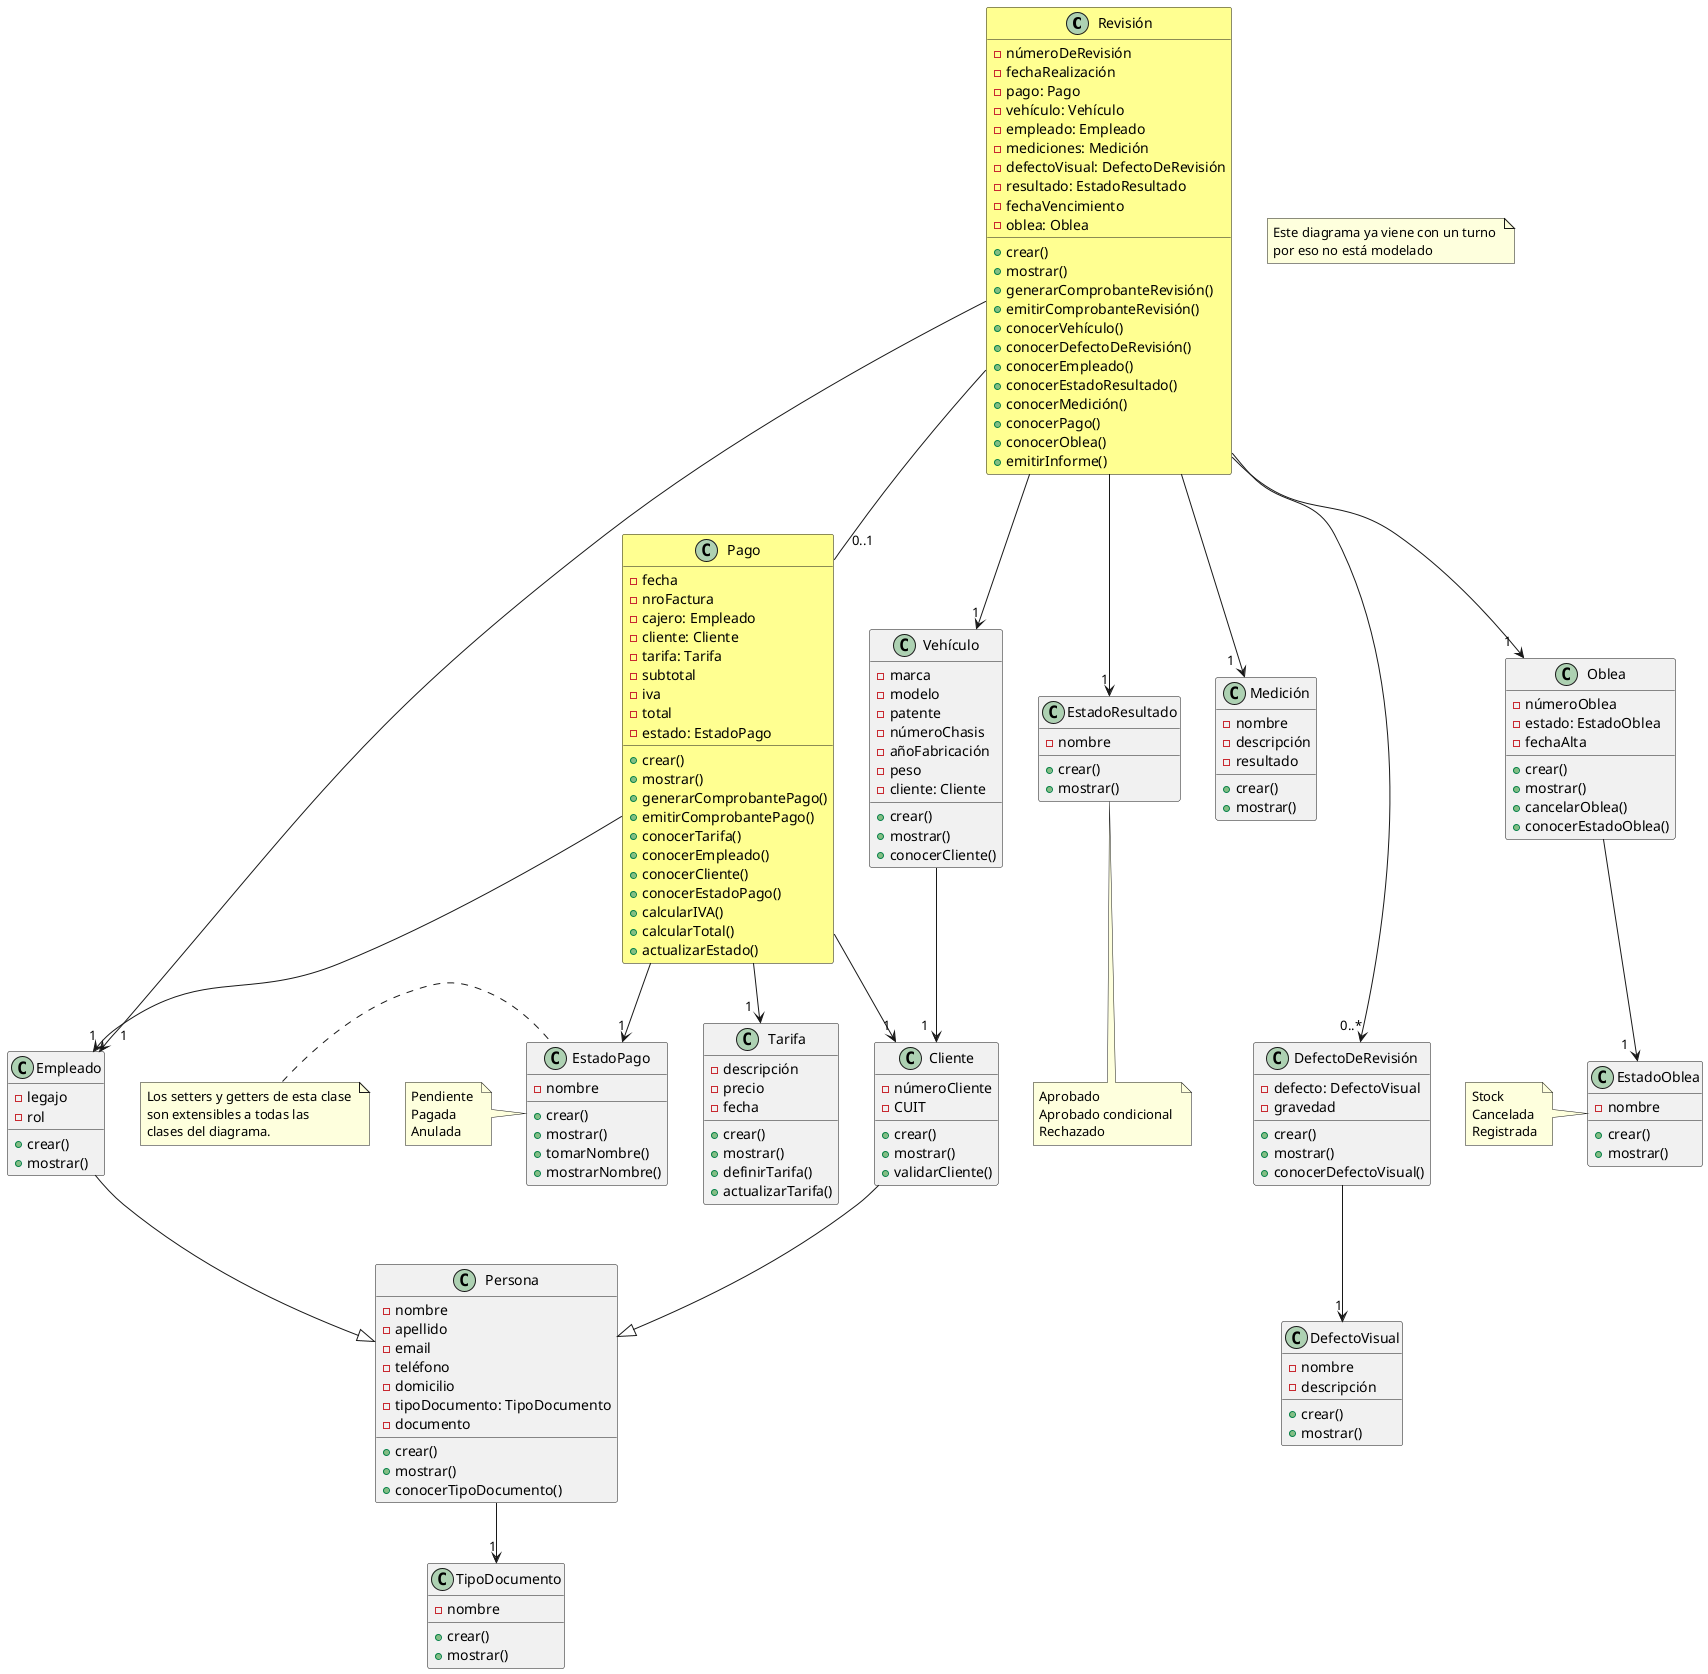 Revisión
númeroDeRevisión
fechaRealización
pago: Pago
vehículo: Vehículo
empleado: Empleado
mediciones: Medición
defectoVisual: DefectoDeRevisión
resultado: EstadoResultado
fechaVencimiento
oblea: Oblea
crear()
mostrar()
generarComprobanteRevisión()
emitirComprobanteRevisión()
conocerVehículo()
conocerDefectoDeRevisión()
conocerEmpleado()
conocerEstadoResultado()
conocerMedición()
conocerPago()
conocerOblea()
emitirInforme()
Este diagrama ya viene con un turno
por eso no está modelado
0..1
Pago
fecha
nroFactura
cajero: Empleado
cliente: Cliente
tarifa: Tarifa
subtotal
iva
total
estado: EstadoPago
crear()
mostrar()
generarComprobantePago()
emitirComprobantePago()
conocerTarifa()
conocerEmpleado()
conocerCliente()
conocerEstadoPago()
calcularIVA()
calcularTotal()
actualizarEstado()
1
Vehículo
marca
modelo
patente
númeroChasis
añoFabricación
peso
cliente: Cliente
crear()
mostrar()
conocerCliente()
1
EstadoResultado
nombre
crear()
mostrar()
1
Medición
nombre
descripción
resultado
crear()
mostrar()
1
Oblea
númeroOblea
estado: EstadoOblea
fechaAlta
crear()
mostrar()
cancelarOblea()
conocerEstadoOblea()
1
1
Empleado
legajo
rol
crear()
mostrar()
Los setters y getters de esta clase
son extensibles a todas las
clases del diagrama.
Pendiente
Pagada
Anulada
1
EstadoPago
nombre
crear()
mostrar()
tomarNombre()
mostrarNombre()
1
Tarifa
descripción
precio
fecha
crear()
mostrar()
definirTarifa()
actualizarTarifa()
1
1
Cliente
númeroCliente
CUIT
crear()
mostrar()
validarCliente()
Aprobado
Aprobado condicional
Rechazado
0..*
DefectoDeRevisión
defecto: DefectoVisual
gravedad
crear()
mostrar()
conocerDefectoVisual()
Stock
Cancelada
Registrada
1
EstadoOblea
nombre
crear()
mostrar()
Persona
nombre
apellido
email
teléfono
domicilio
tipoDocumento: TipoDocumento
documento
crear()
mostrar()
conocerTipoDocumento()
1
DefectoVisual
nombre
descripción
crear()
mostrar()
1
TipoDocumento
nombre
crear()
mostrar()